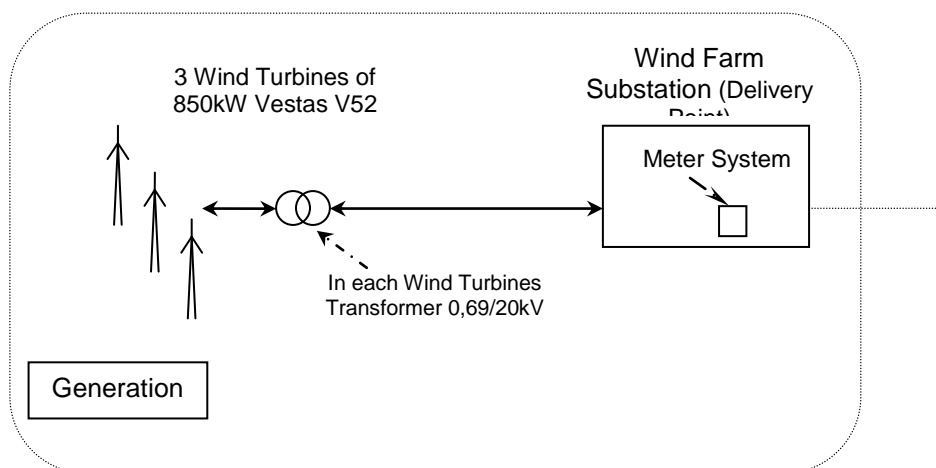 3 Wind Turbines of
850kW Vestas V52
Wind Farm
Substation (Delivery
Point)
Meter System
In each Wind Turbines
Transformer 0,69/20kV
Generation